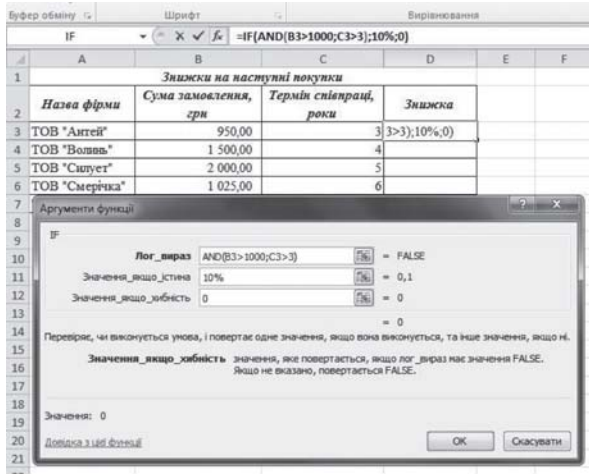 Буфер обміну Шрифт Вирівнювання
IF =IF(AND(B3>1000;C3>3);10%;0)
A B C D E F
1 Знижки на наступні покупки
2 Назва фірми Сума замовлення, грн Термін співпраці, роки Знижка
3 ТОВ "Антей" 950,00 3 3>3);10%;0)
4 ТОВ "Волинь" 1 500,00 4
5 ТОВ "Силует" 2 000,00 5
6 ТОВ "Смерічка" 1 025,00 6
7 Аргументи функції
8
9 IF
10 Лог_вираз AND(B3>1000;C3>3) = FALSE
11 Значення_якщо_істина 10% = 0,1
12 Значення_якщо_хибність 0 = 0
13
= 0
14 Перевіряє, чи виконується умова, і повертає одне значення, якщо вона виконується, та інше значення, якщо ні.
15 Значення_якщо_хибність значення, яке повертається, якщо лог_вираз має значення FALSE.
16 Якщо не вказано, повертається FALSE.
17
18
19 Значення: 0
20 Довідка з цієї функції OK Скасувати
21